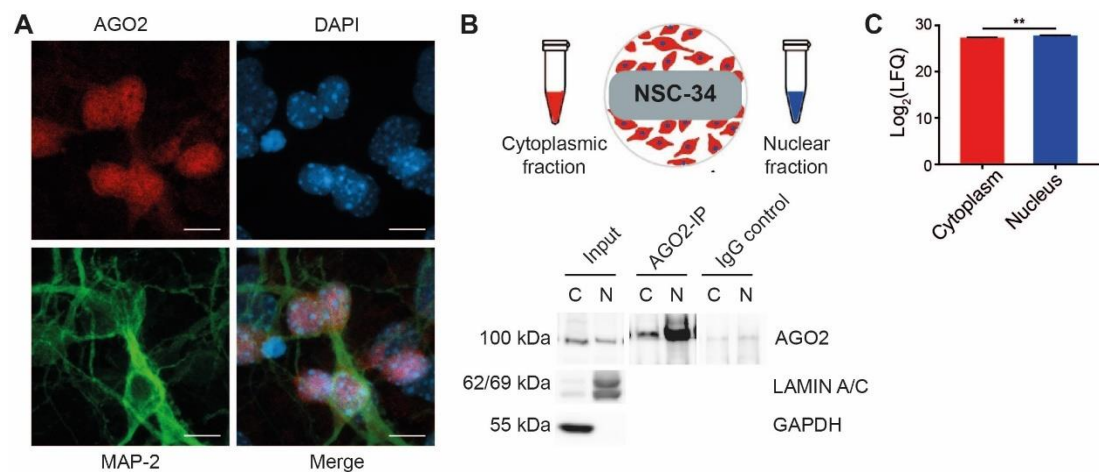 A
AGO2
DAPI
MAP-2
Merge
B
Cytoplasmic
fraction
NSC-34
Nuclear
fraction
Input
AGO2-IP
IgG control
C N C N C N
100 kDa
AGO2
62/69 kDa
LAMIN A/C
55 kDa
GAPDH
C
**
Log2(LFQ)
30
20
10
0
Cytoplasm
Nucleus